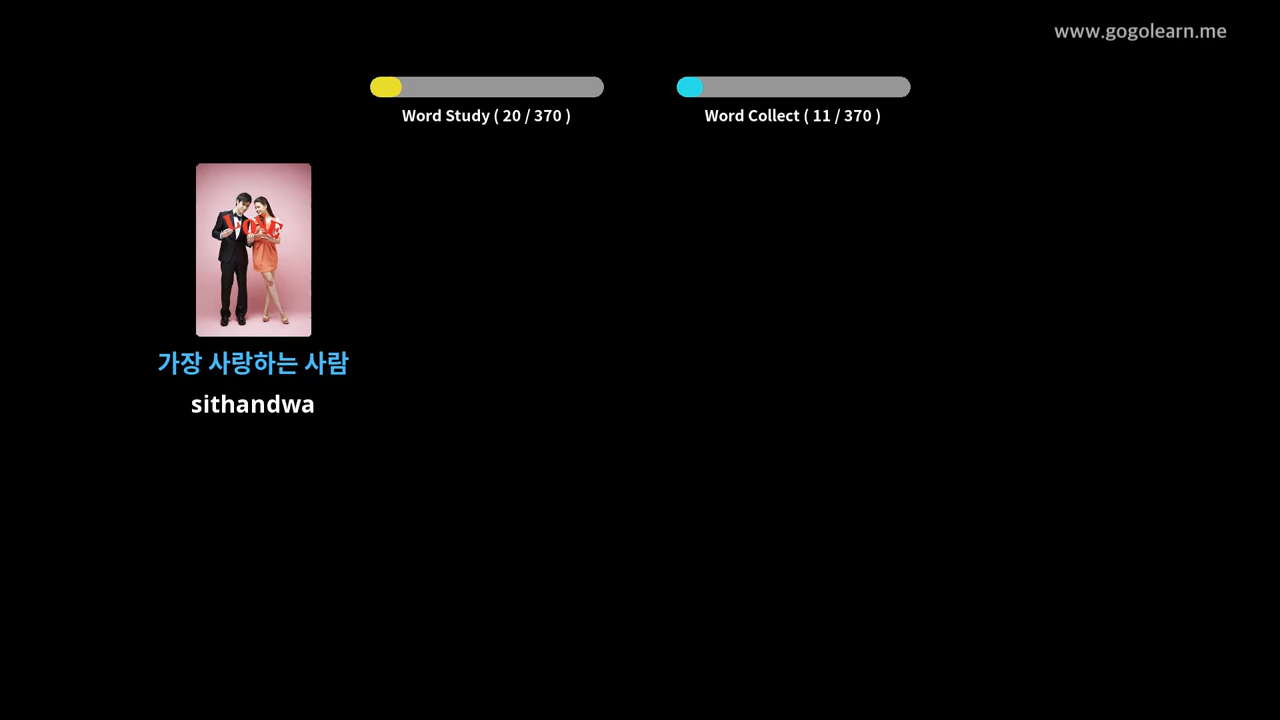 www.gogolearn.me
Word Study ( 20 / 370 )
Word Collect ( 11 / 370 )
가장 사랑하는 사람
sithandwa